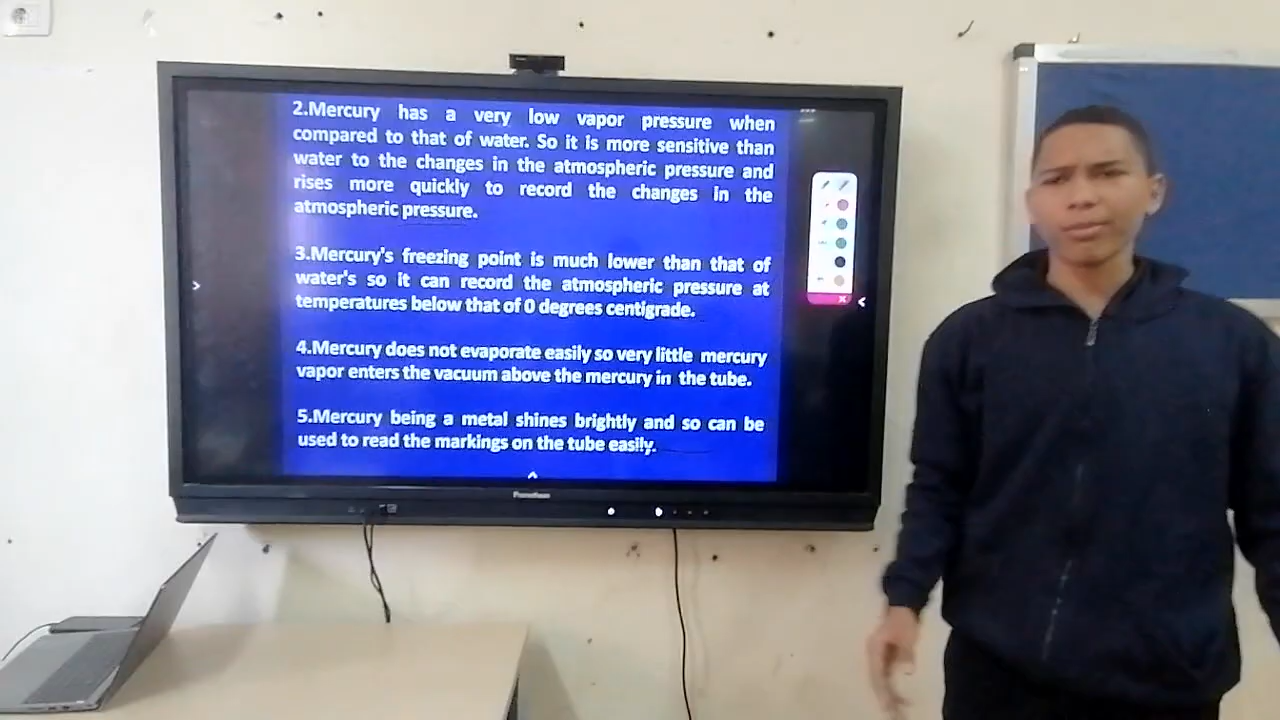 2.Mercury has a very low vapor pressure when
compared to that of water. So it is more sensitive than
water to the changes in the atmospheric pressure and
rises more quickly to record the changes in the
atmospheric pressure.
3.Mercury's freezing point is much lower than that of
water's so it can record the atmospheric pressure at
temperatures below that of 0 degrees centigrade.
4.Mercury does not evaporate easily so very little mercury
vapor enters the vacuum above the mercury in the tube.
5.Mercury being a metal shines brightly and so can be
used to read the markings on the tube easily.
Promethean